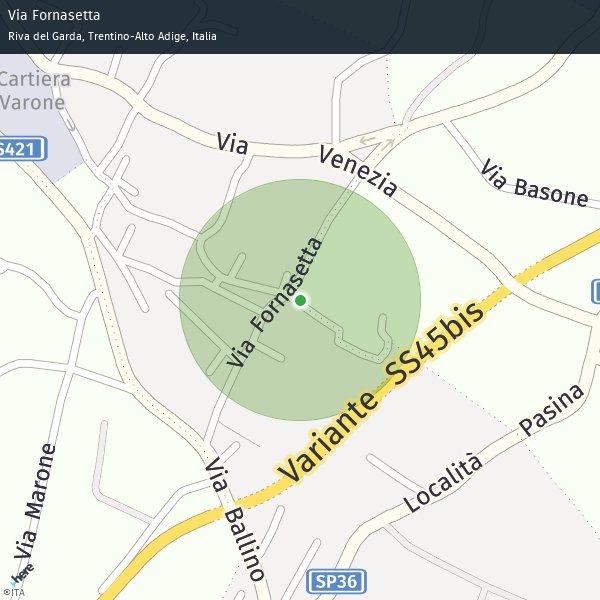 Via Fornasetta
Riva del Garda, Trentino-Alto Adige, Italia
Cartiera
Varone
S421
Via Venezia
Via Basone
Via Fornasetta
Variante SS45bis
Località Pasina
Via Marone
Via Ballino
SP36
here
©ITA